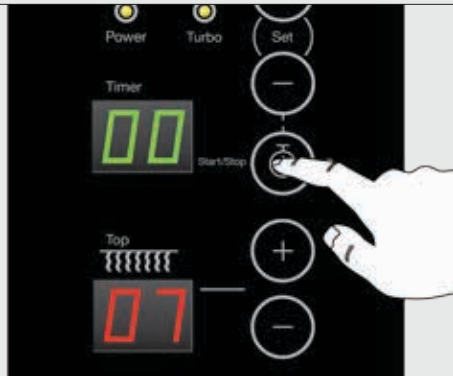 Power Turbo Set
Timer
−
00
Start/Stop
Top
+
07
−